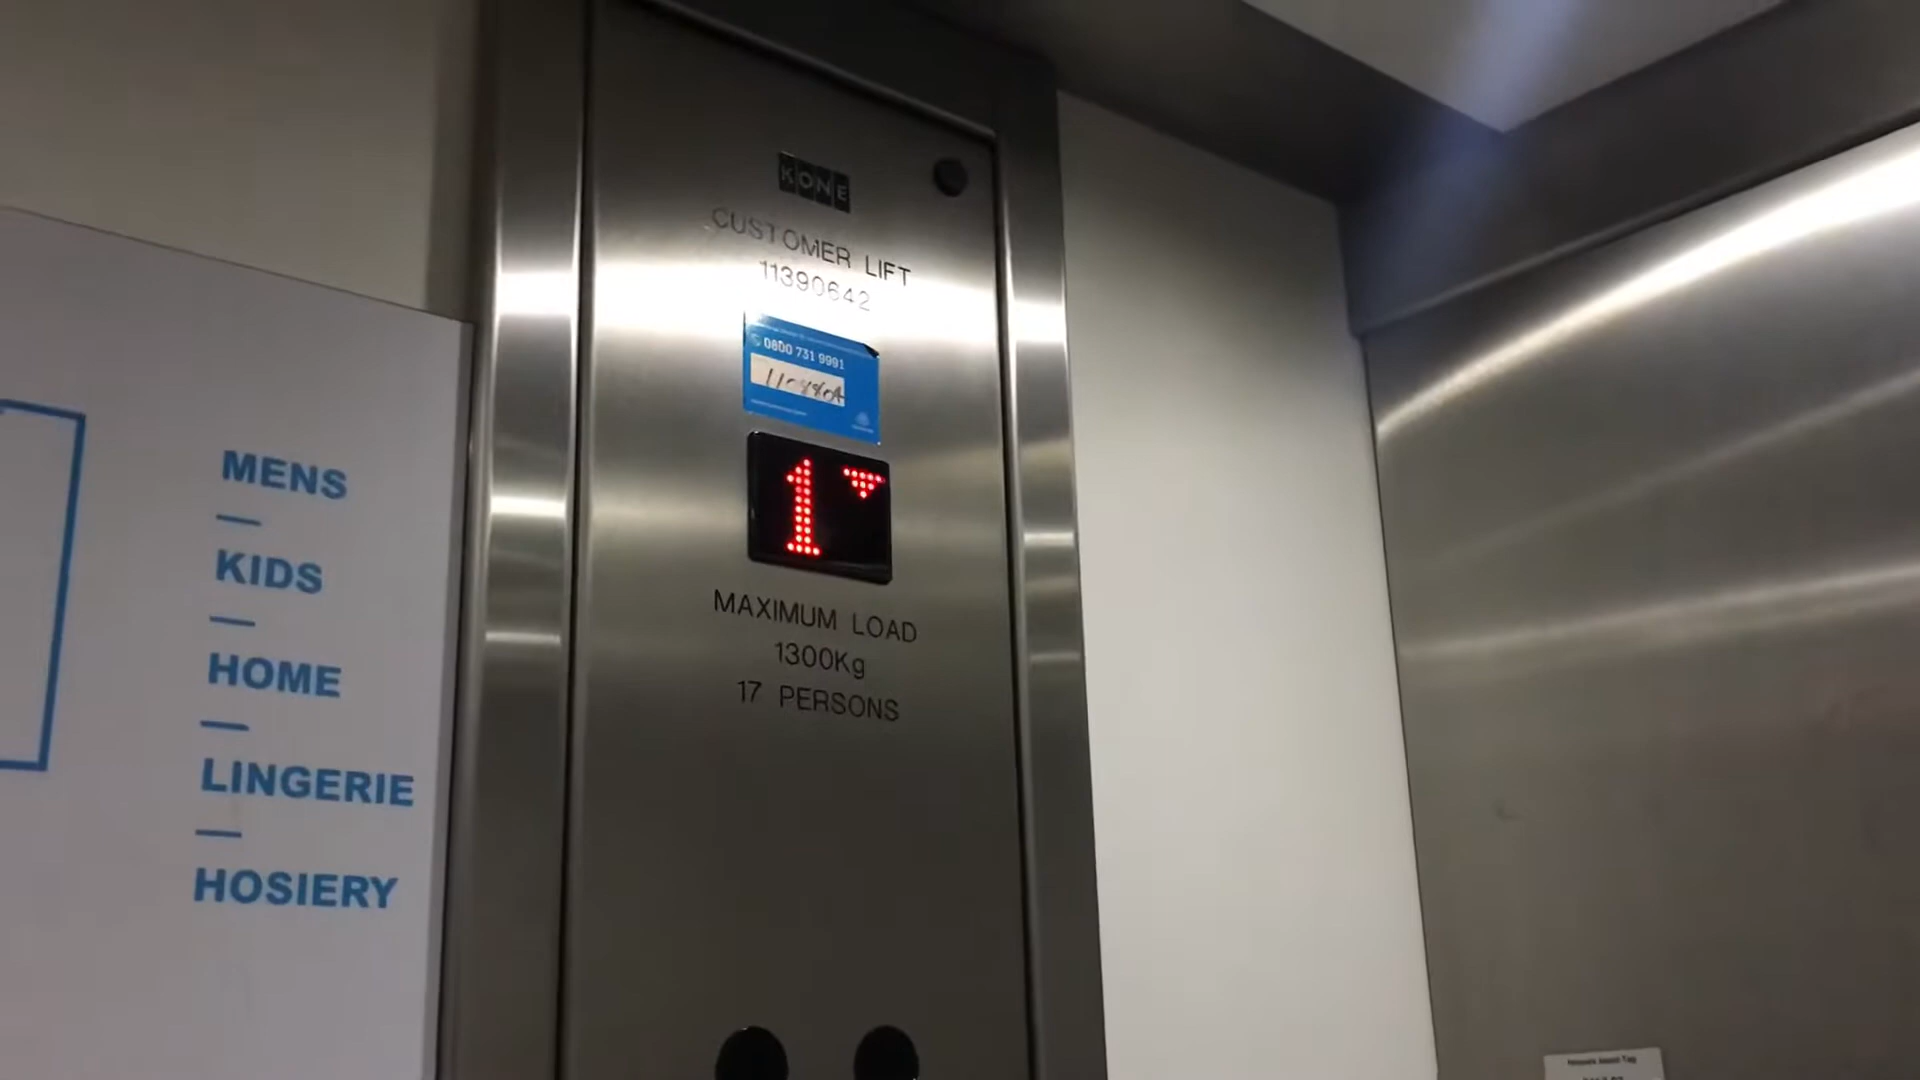 KONE
CUSTOMER LIFT
11390642
0800 731 9991
1
MAXIMUM LOAD
1300Kg
17 PERSONS
MENS
KIDS
HOME
LINGERIE
HOSIERY